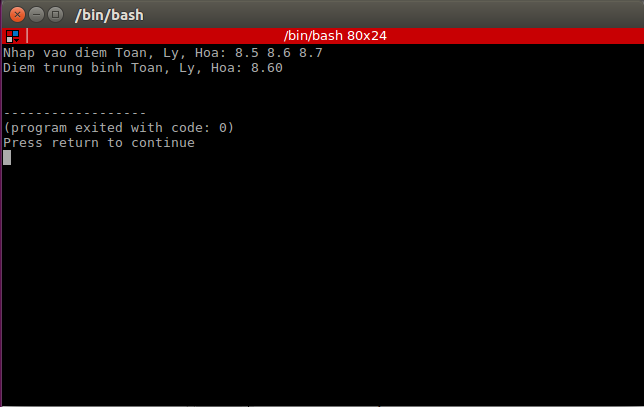 /bin/bash
/bin/bash 80x24
Nhap vao diem Toan, Ly, Hoa: 8.5 8.6 8.7
Diem trung binh Toan, Ly, Hoa: 8.60
------------------
(program exited with code: 0)
Press return to continue